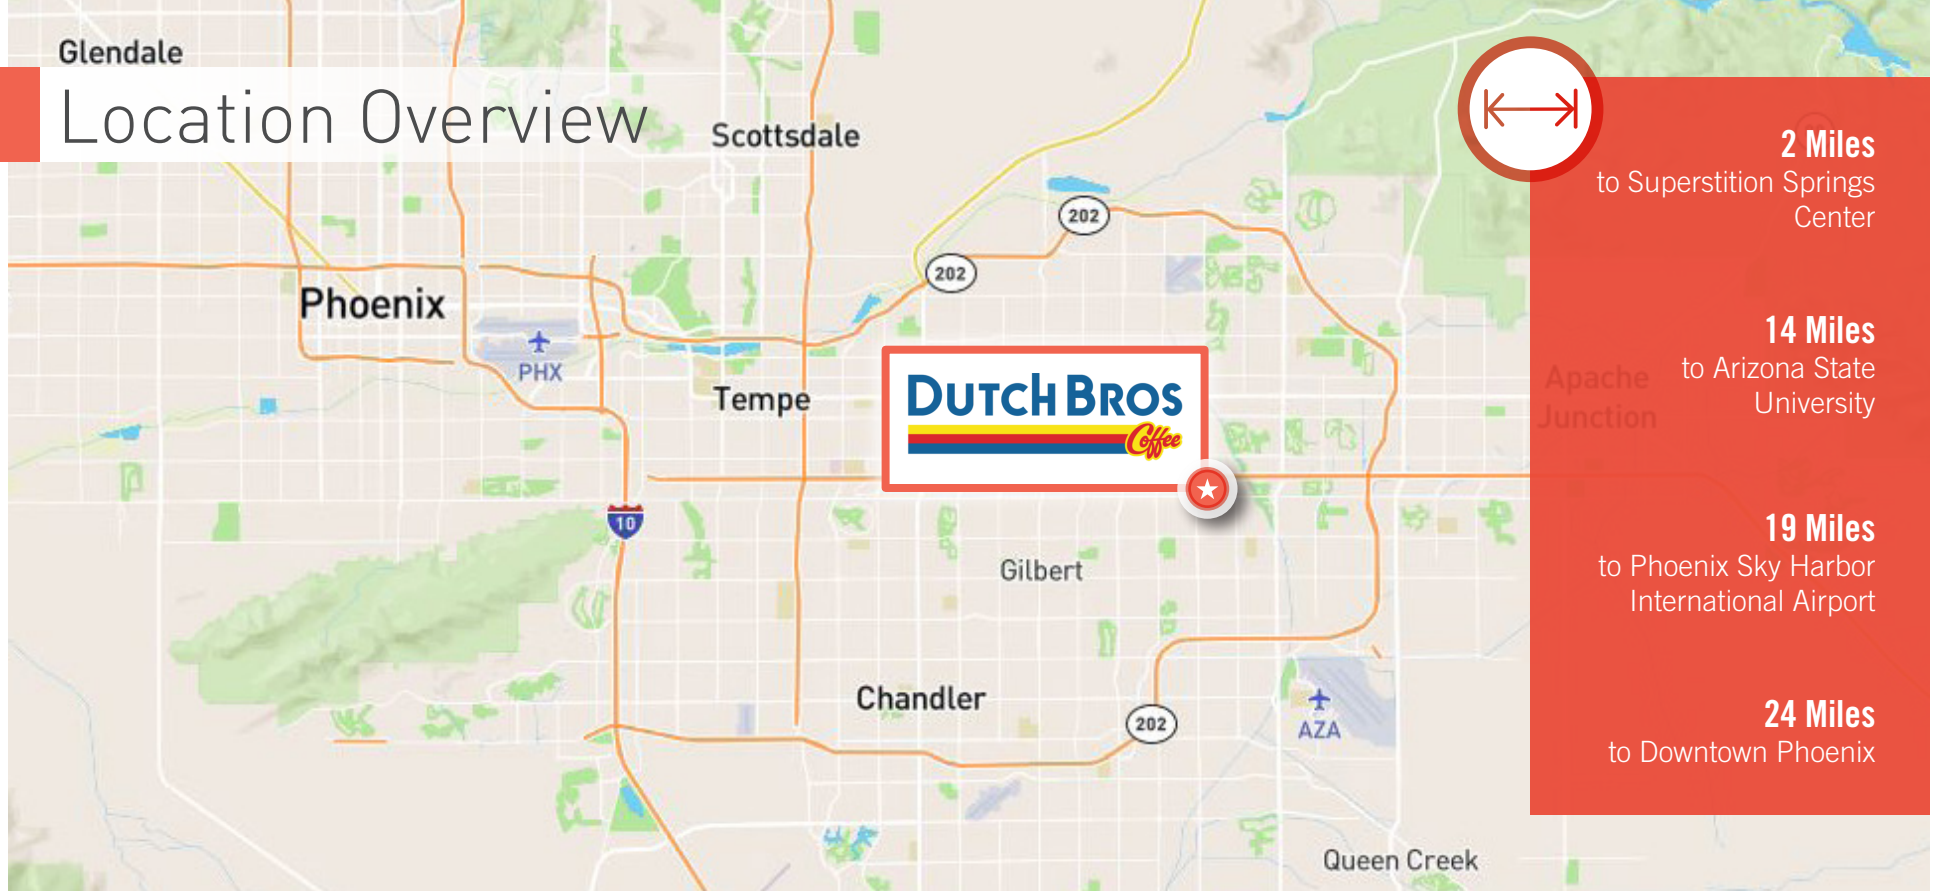 Glendale
Location Overview
Scottsdale
202
202
Phoenix
PHX
Tempe
DUTCH BROS
Coffee
10
Gilbert
Chandler
202
AZA
Queen Creek
Apache
Junction
2 Miles
to Superstition Springs
Center
14 Miles
to Arizona State
University
19 Miles
to Phoenix Sky Harbor
International Airport
24 Miles
to Downtown Phoenix